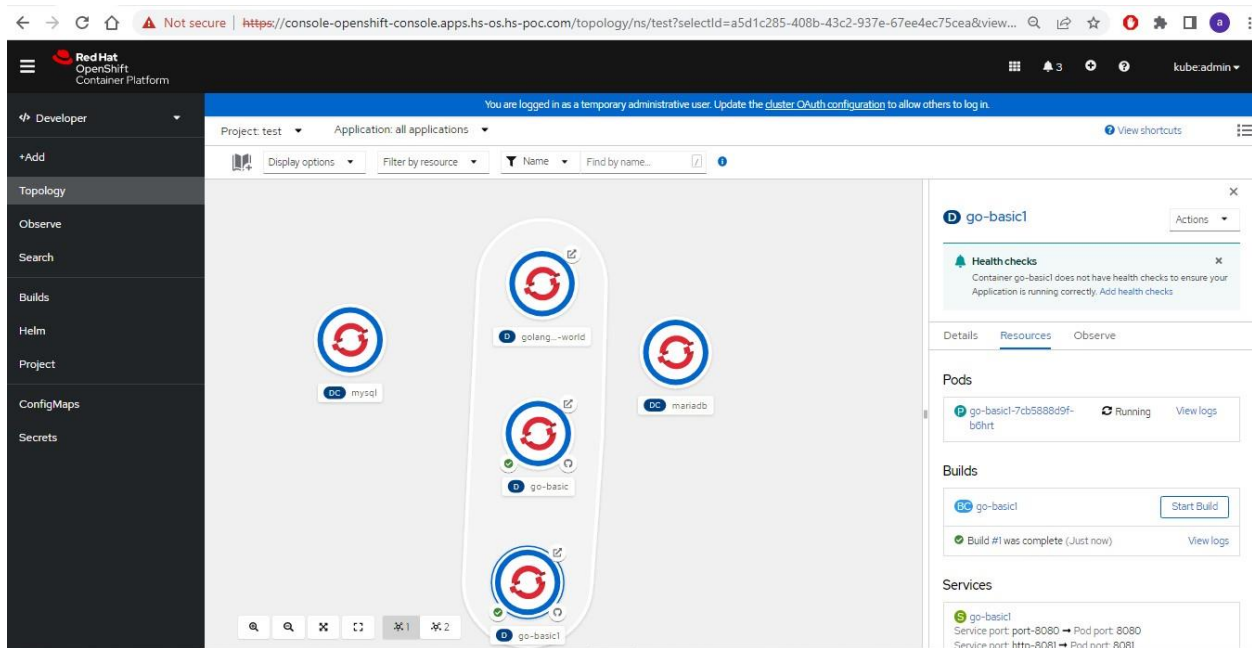 Not secure | https://console-openshift-console.apps.hs-os.hs-poc.com/topology/ns/test?selectId=a5d1c285-408b-43c2-937e-67ee4ec75cea&view...
a
Red Hat
OpenShift
Container Platform
3
kube:admin
You are logged in as a temporary administrative user. Update the cluster OAuth configuration to allow others to log in.
</> Developer
Project: test
Application: all applications
View shortcuts
+Add
Display options
Filter by resource
Name
Find by name...
/
Topology
Observe
Search
Builds
Helm
Project
ConfigMaps
Secrets
D golang...-world
DC mysql
DC mariadb
D go-basic
D go-basic1
1
2
D go-basic1
Actions
Health checks
Container go-basic1 does not have health checks to ensure your
Application is running correctly. Add health checks
Details
Resources
Observe
Pods
P go-basic1-7cb5888d9f-
b6hrt
Running
View logs
Builds
BC go-basic1
Start Build
Build #1 was complete (Just now)
View logs
Services
S go-basic1
Service port: port-8080 → Pod port: 8080
Service port: http-8081 → Pod port: 8081